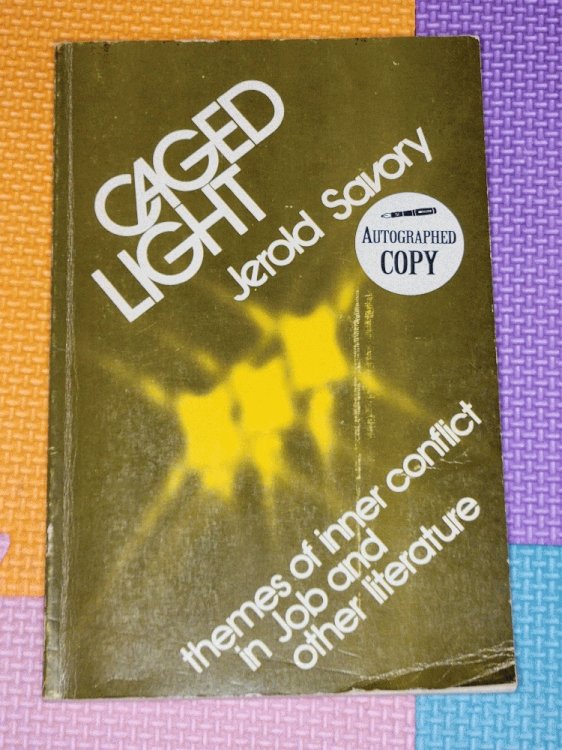 CAGED
LIGHT
Jerold Savory
AUTOGRAPHED
COPY
themes of inner conflict
in Job and
other literature